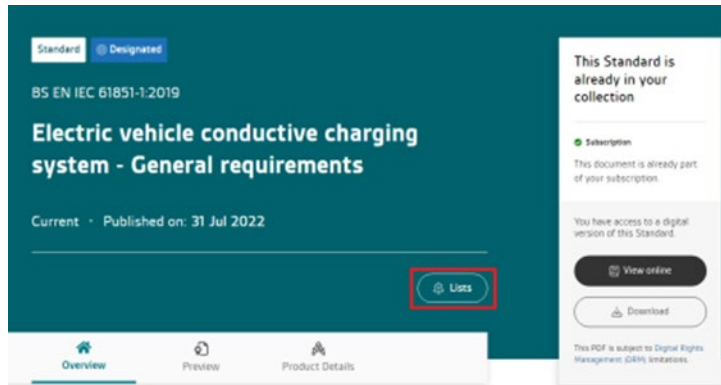 Standard Designated
BS EN IEC 61851-1:2019
Electric vehicle conductive charging
system - General requirements
Current · Published on: 31 Jul 2022
Lists
Overview Preview Product Details
This Standard is
already in your
collection
Subscription
This document is already part
of your subscription.
You have access to a digital
version of this Standard.
View online
Download
This PDF is subject to Digital Rights
Management (DRM) limitations.